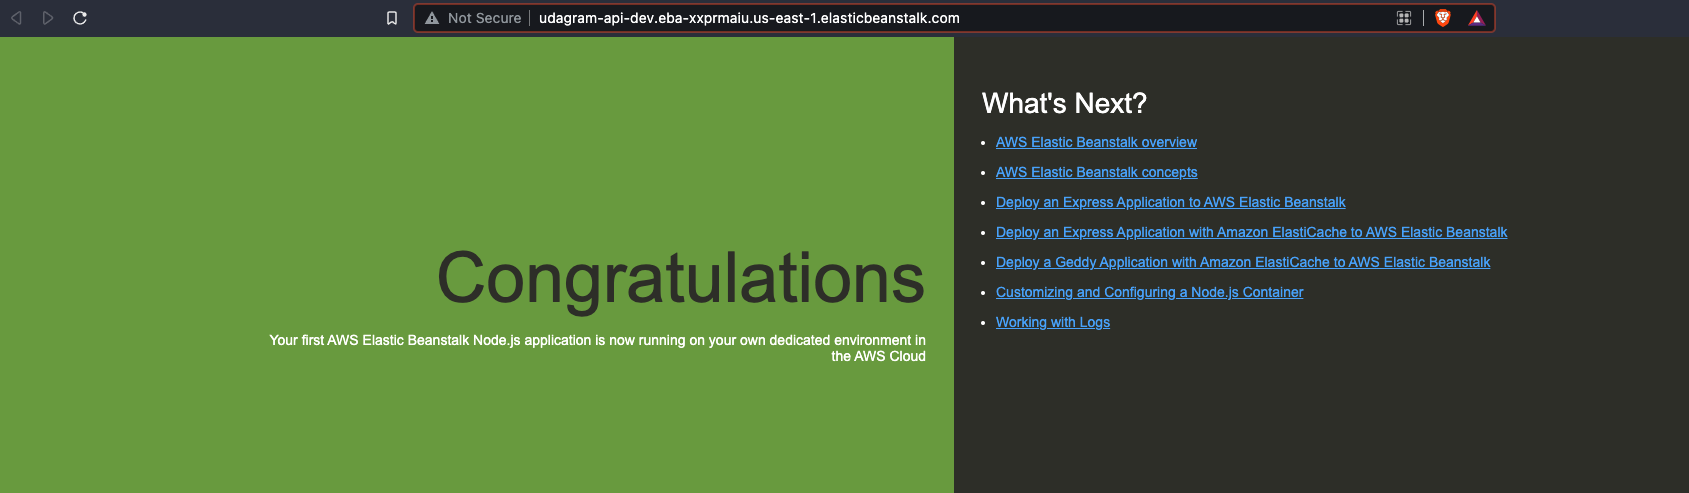 Not Secure | udagram-api-dev.eba-xxprmaiu.us-east-1.elasticbeanstalk.com
Congratulations
Your first AWS Elastic Beanstalk Node.js application is now running on your own dedicated environment in
the AWS Cloud
What's Next?
AWS Elastic Beanstalk overview
AWS Elastic Beanstalk concepts
Deploy an Express Application to AWS Elastic Beanstalk
Deploy an Express Application with Amazon ElastiCache to AWS Elastic Beanstalk
Deploy a Geddy Application with Amazon ElastiCache to AWS Elastic Beanstalk
Customizing and Configuring a Node.js Container
Working with Logs